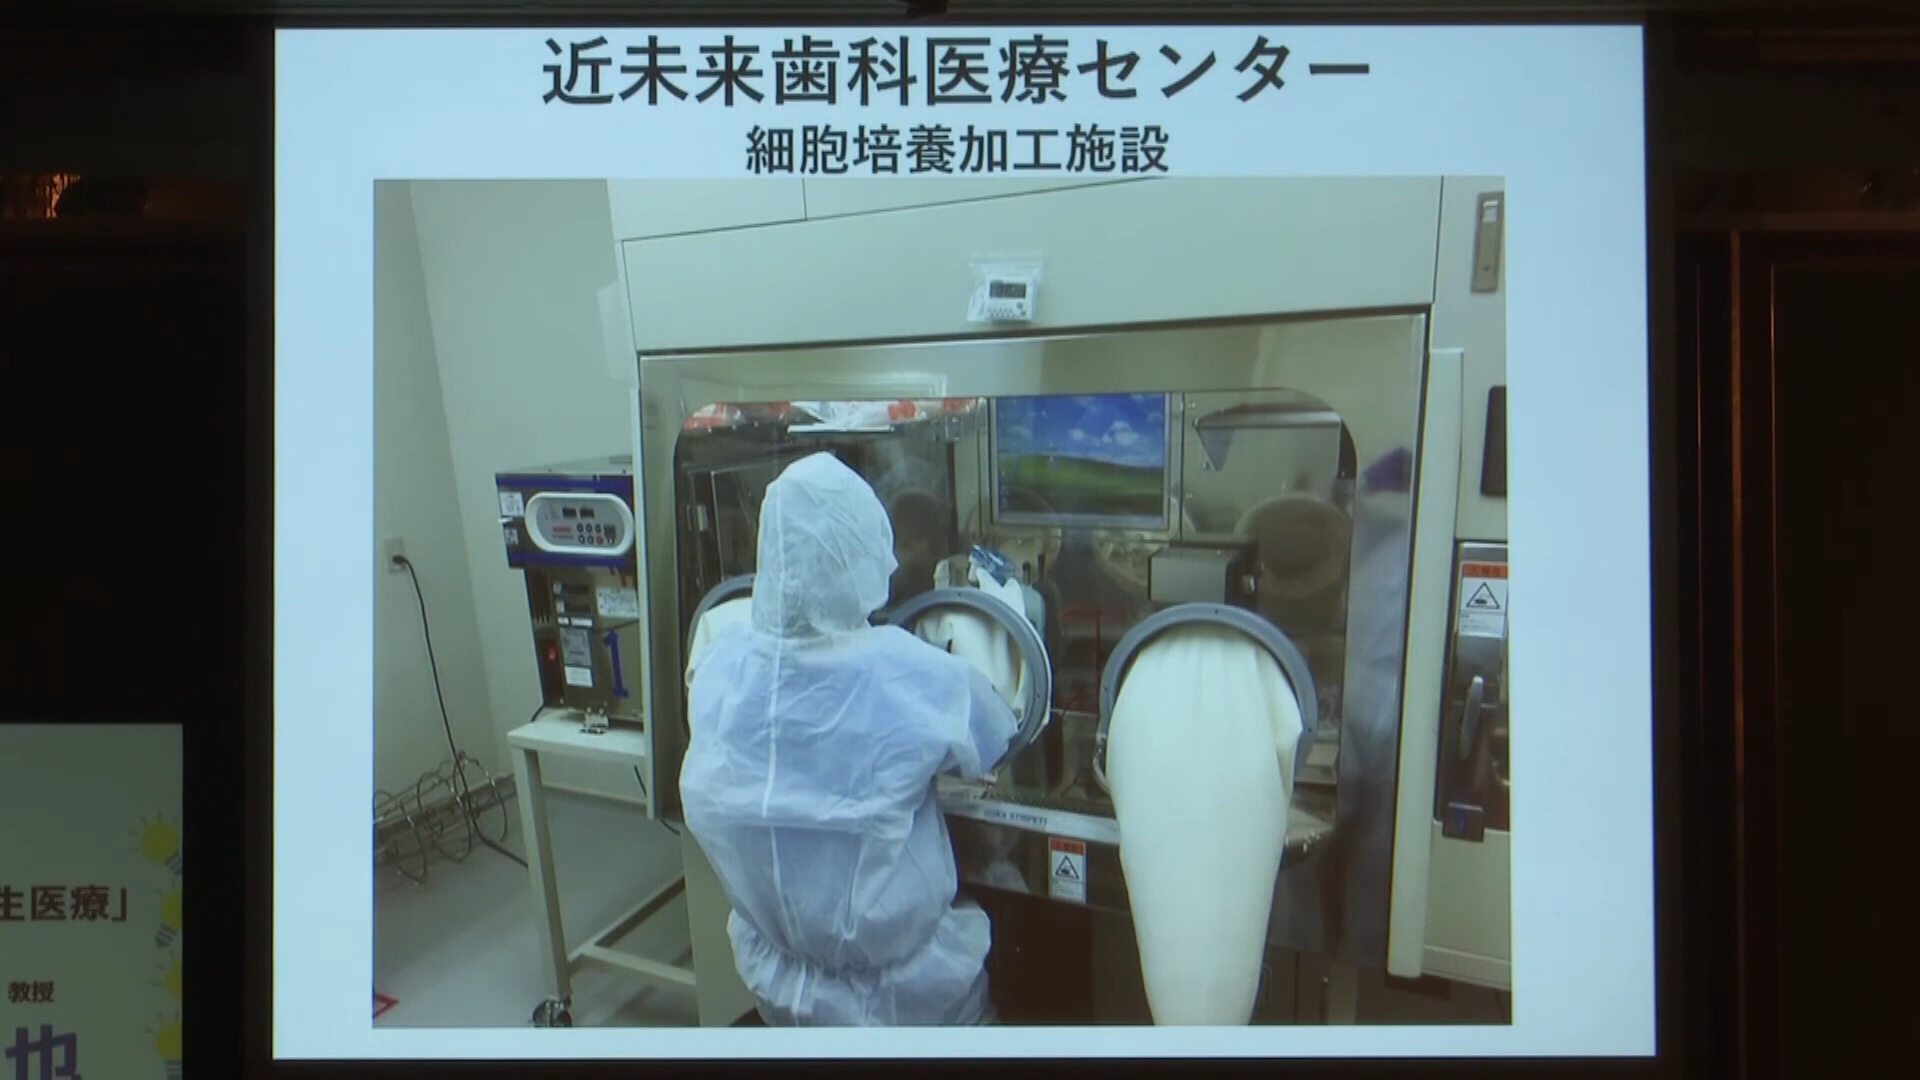 近未来歯科医療センター
細胞培養加工施設
1
生医療」
教授
也